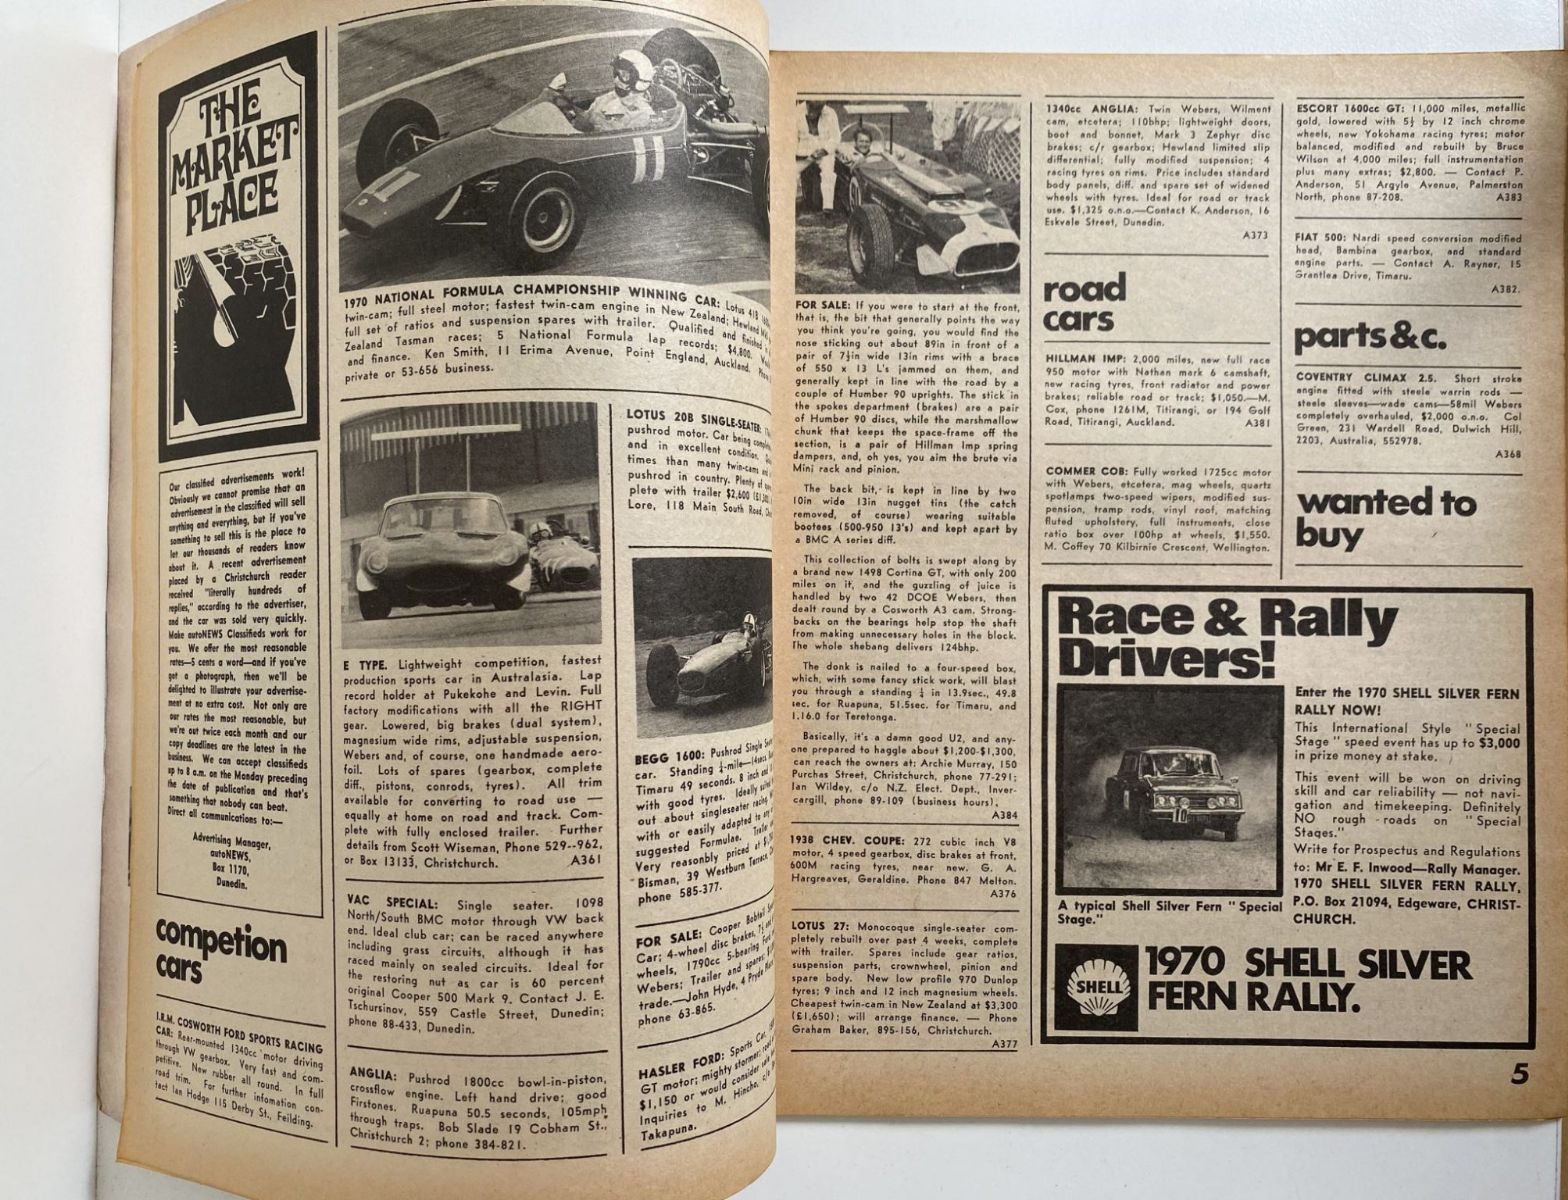 THE
MARKET
PLACE
Our classified advertisements work!
Obviously we cannot promise that an
advertisement in the classified will sell
anything and everything, but if you've
something to sell this is the place to
let our thousands of readers know
about it. A recent advertisement
placed by a Christchurch reader
received "literally hundreds of
replies," according to the advertiser,
and the car was sold very quickly.
Make autoNEWS Classifieds work for
you. We offer the most reasonable
rates—5 cents a word—and if you've
got a photograph, then we'll be
delighted to illustrate your advertise-
ment at no extra cost. Not only are
our rates the most reasonable, but
we're out twice each month and our
copy deadlines are the latest in the
business. We can accept classifieds
up to 8 a.m. on the Monday preceding
the date of publication and that's
something that nobody can beat.
Direct all communications to:—
Advertising Manager,
autoNEWS,
Box 1170,
Dunedin.
competion
cars
I.R.M. COSWORTH FORD SPORTS RACING
CAR: Rear-mounted 1340cc motor driving
through VW gearbox. Very fast and com-
petitive. New rubber all round. In full
road trim. For further infomation con-
tact Ian Hodge 115 Derby St., Feilding.
1970 NATIONAL FORMULA CHAMPIONSHIP WINNING CAR: Lotus 41B
twin-cam; full steel motor; fastest twin-cam engine in New Zealand; Hewland
full set of ratios and suspension spares with trailer. Qualified and finished
Zealand Tasman races; 5 National Formula lap records; $4,800.
and finance. Ken Smith, 11 Erima Avenue, Point England, Auckland.
private or 53-656 business.
E TYPE. Lightweight competition, fastest
production sports car in Australasia. Lap
record holder at Pukekohe and Levin. Full
factory modifications with all the RIGHT
gear. Lowered, big brakes (dual system),
magnesium wide rims, adjustable suspension,
Webers and, of course, one handmade aero-
foil. Lots of spares (gearbox, complete
diff., pistons, conrods, tyres). All trim
available for converting to road use —
equally at home on road and track. Com-
plete with fully enclosed trailer. Further
details from Scott Wiseman, Phone 529--962,
or Box 13133, Christchurch. A361
VAC SPECIAL: Single seater. 1098
North/South BMC motor through VW back
end. Ideal club car; can be raced anywhere
including grass circuits, although it has
raced mainly on sealed circuits. Ideal for
the restoring nut as car is 60 percent
original Cooper 500 Mark 9. Contact J. E.
Tschursinov, 559 Castle Street, Dunedin;
phone 88-433, Dunedin.
ANGLIA: Pushrod 1800cc bowl-in-piston,
crossflow engine. Left hand drive; good
Firstones. Ruapuna 50.5 seconds, 105mph
through traps. Bob Slade 19 Cobham St.,
Christchurch 2; phone 384-821.
LOTUS 20B SINGLE-SEATER:
pushrod motor. Car being
and in excellent condition.
times than many twin-cams
pushrod in country. Plenty of
plete with trailer $2,600
Lore, 118 Main South Road,
BEGG 1600: Pushrod Single
car. Standing ¼-mile—14secs
Timaru 49 seconds. 8 inch and
with good tyres. Ideally
out about singleseater racing.
with or easily adapted to any
suggested Formulae. Trailer
Very reasonably priced at
Bisman, 39 Westburn Terrace,
phone 585-377.
FOR SALE: Cooper Bobtail
Car; 4-wheel disc brakes,
wheels, 1790cc 5-bearing
Webers; Trailer and spares;
trade.—John Hyde, 4 Pryde
phone 63-865.
HASLER FORD: Sports Car.
GT motor; mighty stormer;
$1,150 or would consider
Inquiries to M. Hincho,
Takapuna.
FOR SALE: If you were to start at the front,
that is, the bit that generally points the way
you think you're going, you would find the
nose sticking out about 89in in front of a
pair of 7½in wide 13in rims with a brace
of 550 x 13 L's jammed on them, and
generally kept in line with the road by a
couple of Humber 90 uprights. The stick in
the spokes department (brakes) are a pair
of Humber 90 discs, while the marshmallow
chunk that keeps the space-frame off the
section, is a pair of Hillman Imp spring
dampers, and, oh yes, you aim the brute via
Mini rack and pinion.
The back bit, is kept in line by two
10in wide 13in nugget tins (the catch
removed, of course) wearing suitable
bootees (500-950 13's) and kept apart by
a BMC A series diff.
This collection of bolts is swept along by
a brand new 1498 Cortina GT, with only 200
miles on it, and the guzzling of juice is
handled by two 42 DCOE Webers, then
dealt round by a Cosworth A3 cam. Strong-
backs on the bearings help stop the shaft
from making unnecessary holes in the block.
The whole shebang delivers 124bhp.
The donk is nailed to a four-speed box,
which, with some fancy stick work, will blast
you through a standing ¼ in 13.9sec, 49.8
sec. for Ruapuna, 51.5sec. for Timaru, and
1.16.0 for Teretonga.
Basically, it's a damn good U2, and any-
one prepared to haggle about $1,200-$1,300,
can reach the owners at: Archie Murray, 150
Purchas Street, Christchurch, phone 77-291;
Ian Wildey, c/o N.Z. Elect. Dept., Inver-
cargill, phone 89-109 (business hours),
A384
1938 CHEV. COUPE: 272 cubic inch V8
motor, 4 speed gearbox, disc brakes at front,
600M racing tyres, near new. G. A.
Hargreaves, Geraldine. Phone 847 Melton.
A376
LOTUS 27: Monocoque single-seater com-
pletely rebuilt over past 4 weeks, complete
with trailer. Spares include gear ratios,
suspension parts, crownwheel, pinion and
spare body. New low profile 970 Dunlop
tyres; 9 inch and 12 inch magnesium wheels.
Cheapest twin-cam in New Zealand at $3,300
(£1,650); will arrange finance. — Phone
Graham Baker, 895-156, Christchurch.
A377
1340cc ANGLIA: Twin Webers, Wilment
cam, etcetera; 110bhp; lightweight doors,
boot and bonnet, Mark 3 Zephyr disc
brakes; c/r gearbox; Hewland limited slip
differential; fully modified suspension; 4
racing tyres on rims. Price includes standard
body panels, diff. and spare set of widened
wheels with tyres. Ideal for road or track
use. $1,325 o.n.o.—Contact K. Anderson, 16
Eskvale Street, Dunedin.
A373
road
cars
HILLMAN IMP: 2,000 miles, new full race
950 motor with Nathan mark 6 camshaft,
new racing tyres, front radiator and power
brakes; reliable road or track; $1,050.—M.
Cox, phone 1261M, Titirangi, or 194 Golf
Road, Titirangi, Auckland. A381
COMMER COB: Fully worked 1725cc motor
with Webers, etcetera, mag wheels, quartz
spotlamps two-speed wipers, modified sus-
pension, tramp rods, vinyl roof, matching
fluted upholstery, full instruments, close
ratio box over 100hp at wheels, $1,550.
M. Coffey 70 Kilbirnie Crescent, Wellington.
ESCORT 1600cc GT: 11,000 miles, metallic
gold, lowered with 5½ by 12 inch chrome
wheels, new Yokohama racing tyres; motor
balanced, modified and rebuilt by Bruce
Wilson at 4,000 miles; full instrumentation
plus many extras; $2,800. — Contact P.
Anderson, 51 Argyle Avenue, Palmerston
North, phone 87-208. A383
FIAT 500: Nardi speed conversion modified
head, Bambina gearbox, and standard
engine parts. — Contact A. Rayner, 15
Grantlea Drive, Timaru.
A382.
parts&c.
COVENTRY CLIMAX 2.5. Short stroke
engine fitted with steele warrin rods —
steele sleeves—wade cams—58mil Webers
completely overhauled, $2,000 o.n.o. Col
Green, 231 Wardell Road, Dulwich Hill,
2203, Australia, 552978.
A368
wanted to
buy
Race & Rally
Drivers!
Enter the 1970 SHELL SILVER FERN
RALLY NOW!
This International Style "Special
Stage" speed event has up to $3,000
in prize money at stake.
This event will be won on driving
skill and car reliability — not navi-
gation and timekeeping. Definitely
NO rough roads on "Special
Stages."
Write for Prospectus and Regulations
to: Mr E. F. Inwood—Rally Manager.
1970 SHELL SILVER FERN RALLY,
P.O. Box 21094, Edgeware, CHRIST-
CHURCH.
A typical Shell Silver Fern "Special
Stage."
SHELL
1970 SHELL SILVER
FERN RALLY.
5